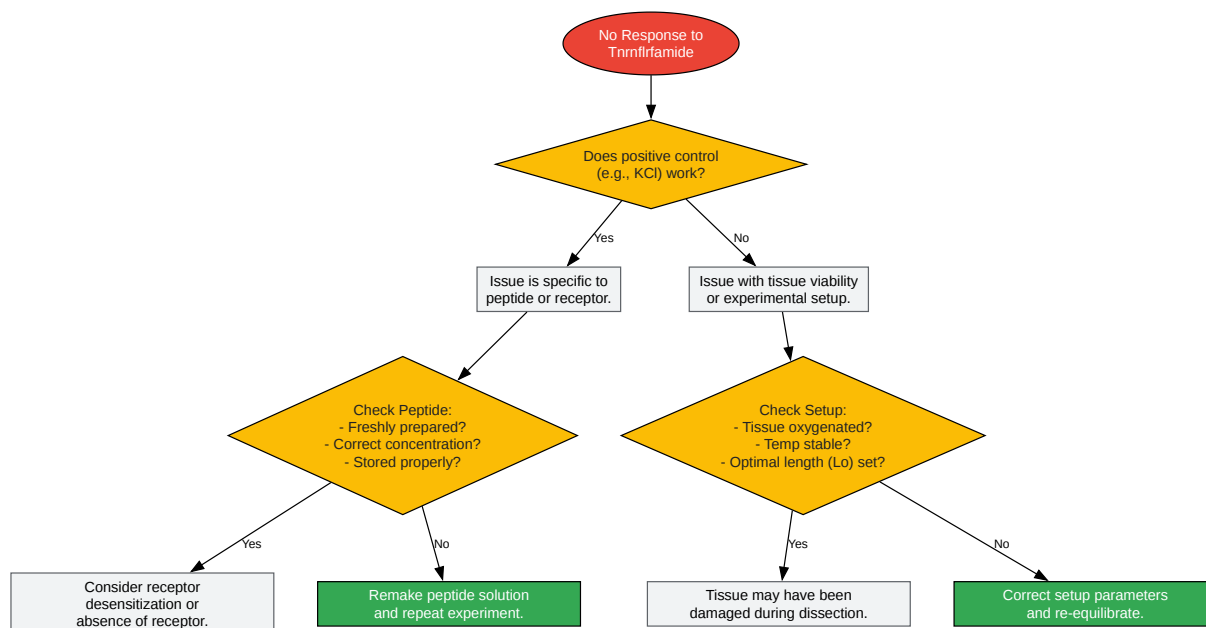 No Response to
Tnrnflrfamide
Does positive control
(e.g., KCl) work?
Yes
No
Issue is specific to
peptide or receptor.
Issue with tissue viability
or experimental setup.
Check Peptide:
- Freshly prepared?
- Correct concentration?
- Stored properly?
Check Setup:
- Tissue oxygenated?
- Temp stable?
- Optimal length (Lo) set?
Yes
No
Yes
No
Consider receptor
desensitization or
absence of receptor.
Remake peptide solution
and repeat experiment.
Tissue may have been
damaged during dissection.
Correct setup parameters
and re-equilibrate.